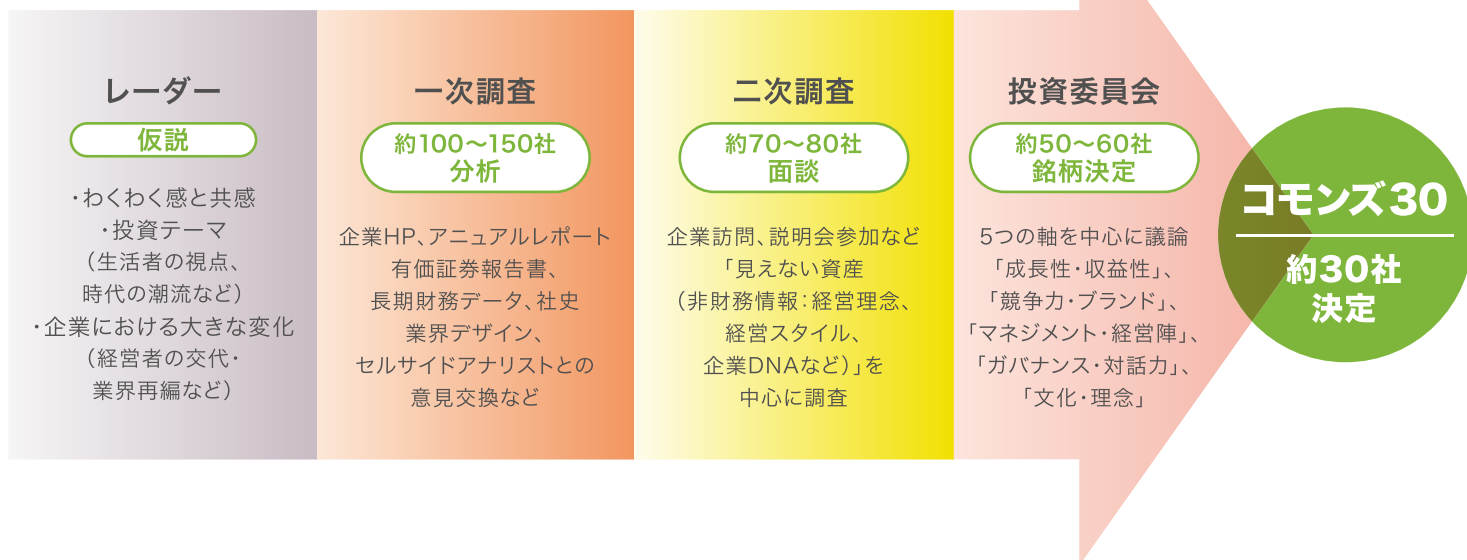 レーダー
仮説
・わくわく感と共感
・投資テーマ
（生活者の視点、
時代の潮流など）
・企業における大きな変化
（経営者の交代・
業界再編など）
一次調査
約100〜150社
分析
企業HP、アニュアルレポート
有価証券報告書、
長期財務データ、社史
業界デザイン、
セルサイドアナリストとの
意見交換など
二次調査
約70〜80社
面談
企業訪問、説明会参加など
「見えない資産
（非財務情報：経営理念、
経営スタイル、
企業DNAなど）」を
中心に調査
投資委員会
約50〜60社
銘柄決定
5つの軸を中心に議論
「成長性・収益性」、
「競争力・ブランド」、
「マネジメント・経営陣」、
「ガバナンス・対話力」、
「文化・理念」
コモンズ30
約30社
決定